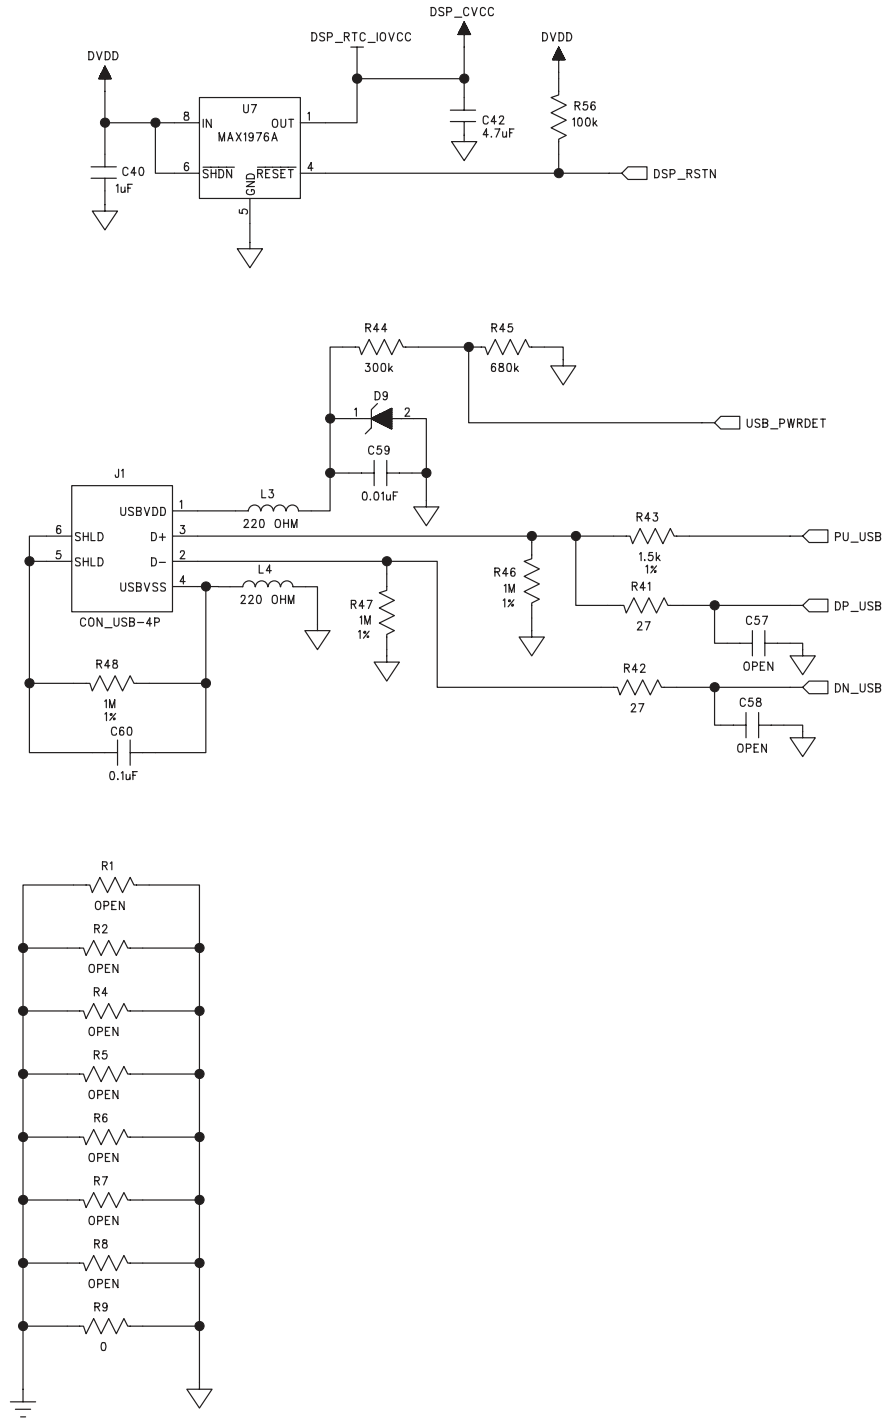 DSP_CVCC
DSP_RTC_IOVCC
DVDD
DVDD
U7
8
IN
OUT
1
MAX1976A
C42
4.7uF
R56
100k
C40
1uF
6
SHDN
RESET
4
GND
5
DSP_RSTN
R44
300k
R45
680k
D9
1
2
USB_PWRDET
C59
0.01uF
J1
USBVDD
1
L3
220 OHM
6
SHLD
D+
3
5
SHLD
D-
2
USBVSS
4
L4
220 OHM
CON_USB-4P
R43
1.5k
1%
PU_USB
R46
1M
1%
R47
1M
1%
R41
27
DP_USB
C57
OPEN
R48
1M
1%
R42
27
DN_USB
C58
OPEN
C60
0.1uF
R1
OPEN
R2
OPEN
R4
OPEN
R5
OPEN
R6
OPEN
R7
OPEN
R8
OPEN
R9
0